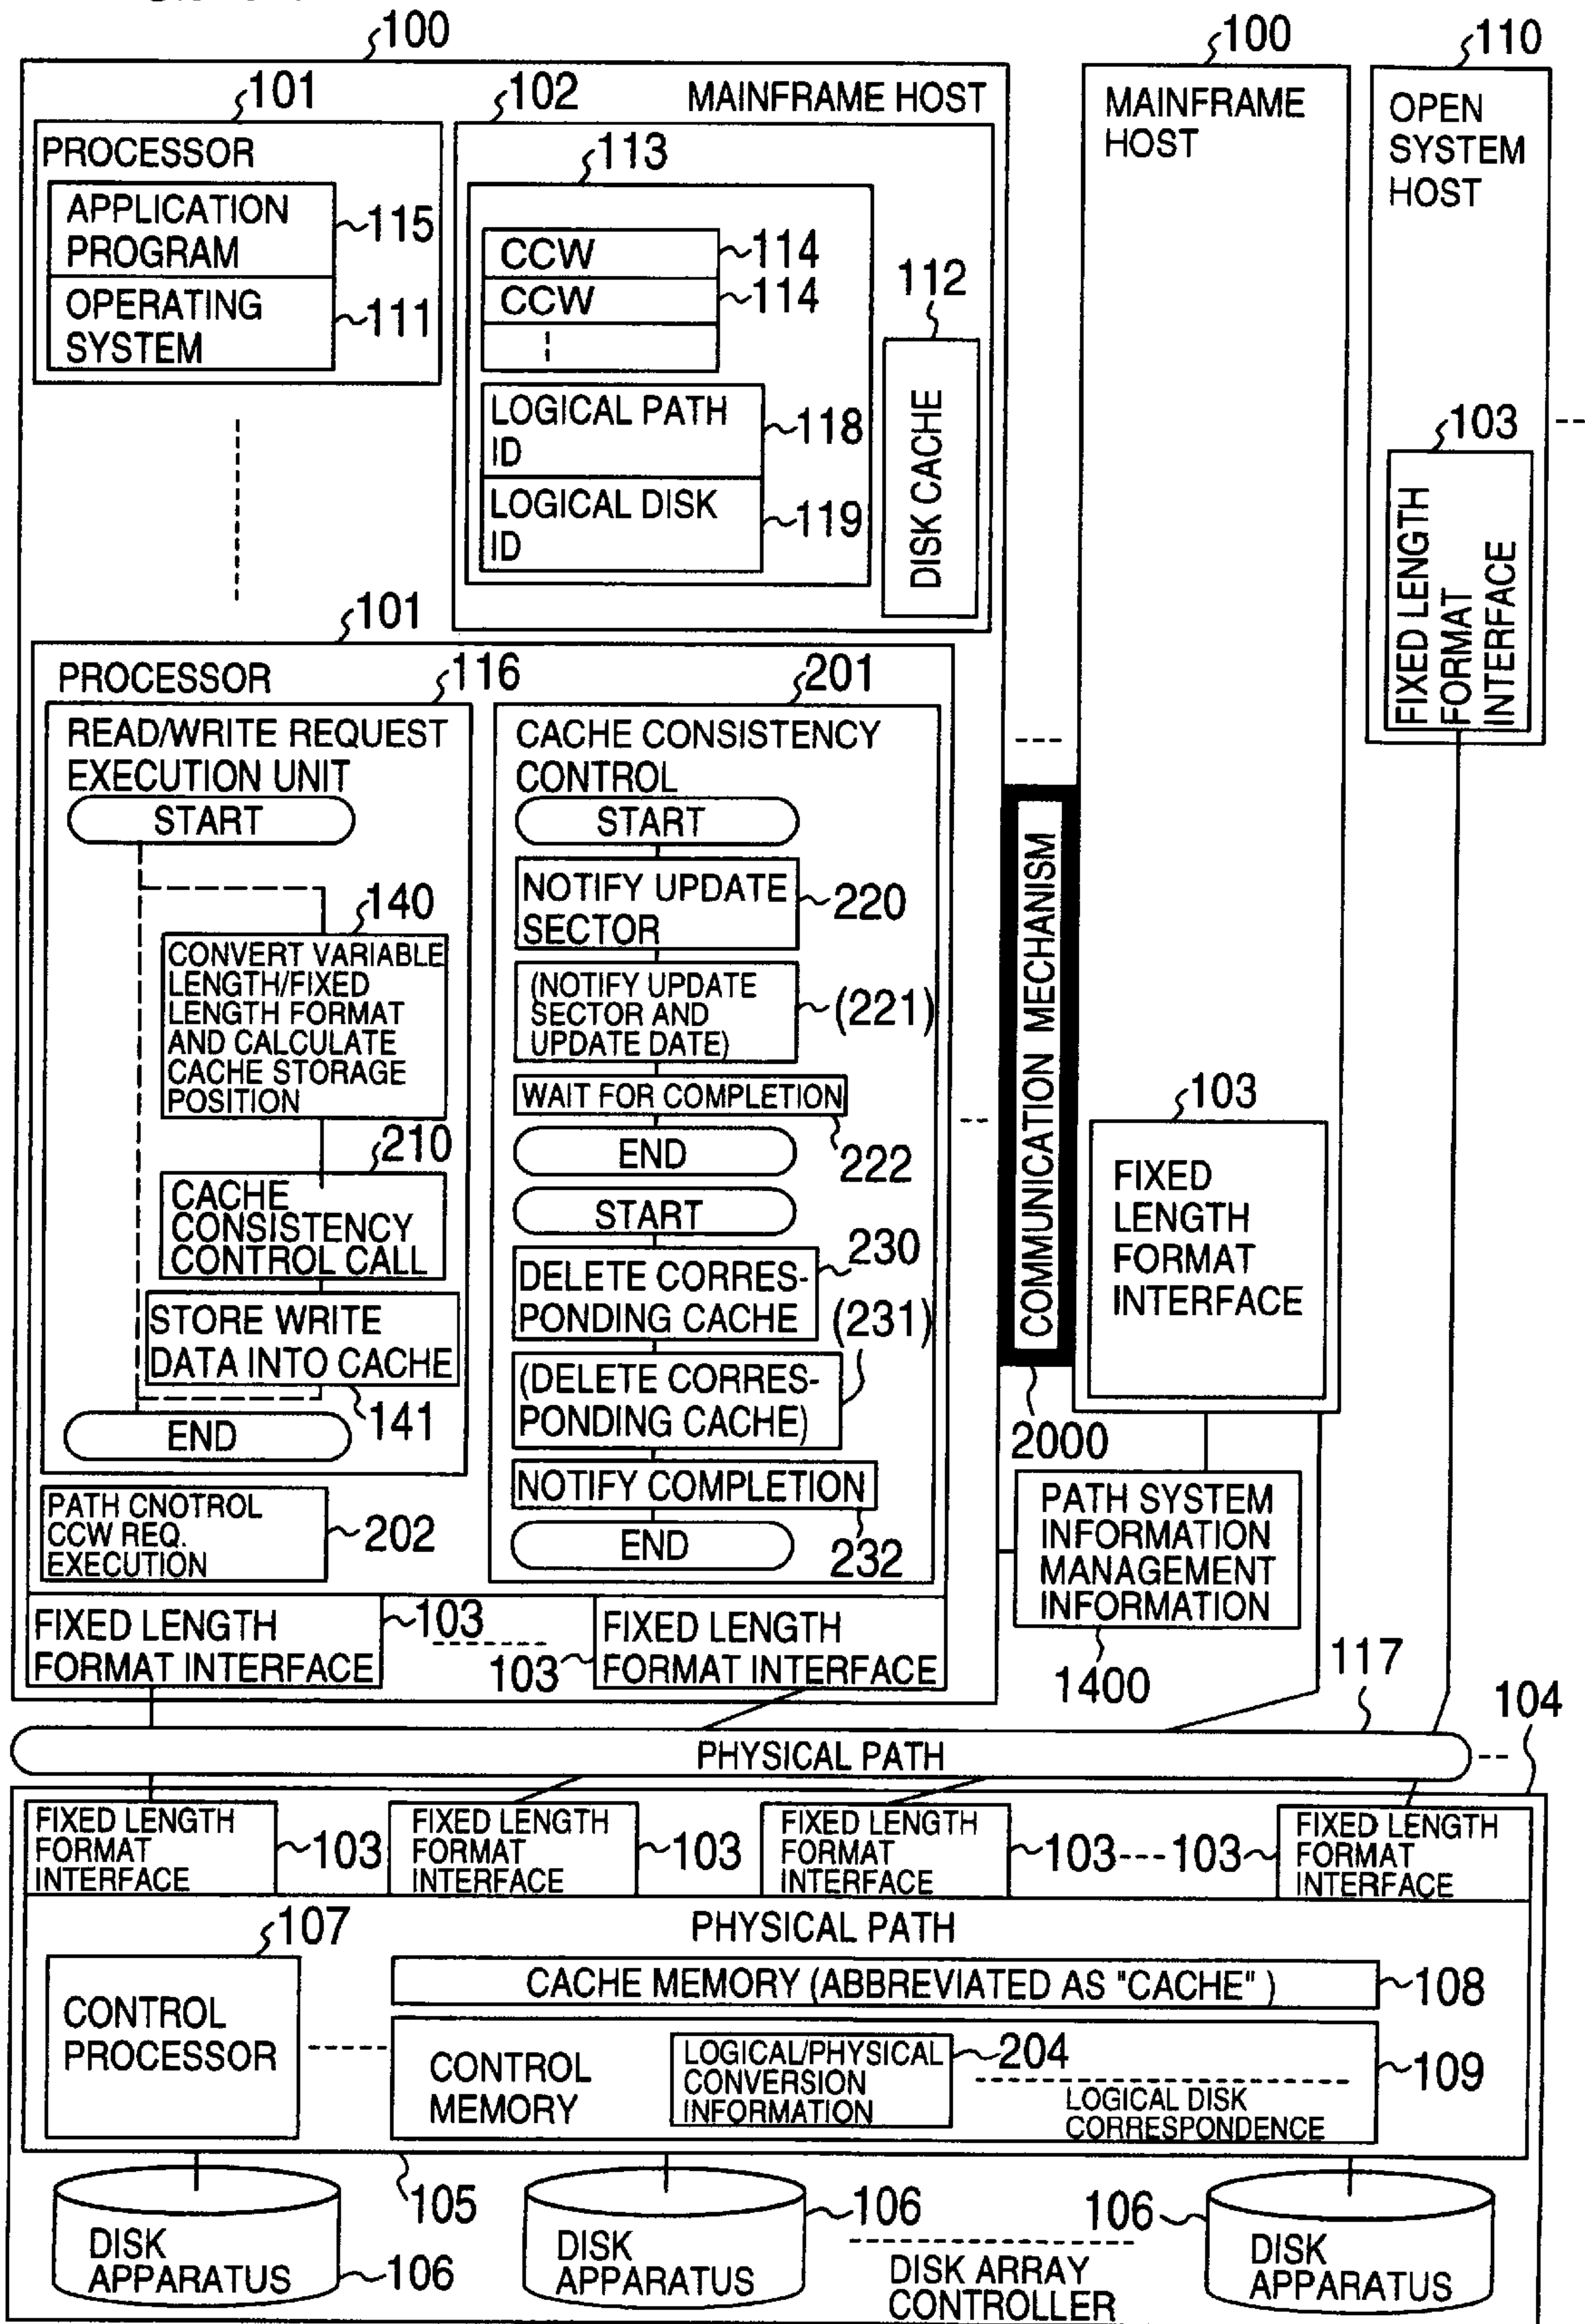 100
100
110
101
102
MAINFRAME HOST
MAINFRAME
HOST
OPEN
SYSTEM
HOST
PROCESSOR
APPLICATION
PROGRAM
115
OPERATING
SYSTEM
111
113
CCW
114
CCW
114
LOGICAL PATH
ID
118
LOGICAL DISK
ID
119
112
DISK CACHE
103
FIXED LENGTH
FORMAT
INTERFACE
101
PROCESSOR
116
READ/WRITE REQUEST
EXECUTION UNIT
START
140
CONVERT VARIABLE
LENGTH/FIXED
LENGTH FORMAT
AND CALCULATE
CACHE STORAGE
POSITION
210
CACHE
CONSISTENCY
CONTROL CALL
STORE WRITE
DATA INTO CACHE
141
END
PATH CNOTROL
CCW REQ.
EXECUTION
202
201
CACHE CONSISTENCY
CONTROL
START
NOTIFY UPDATE
SECTOR
220
(NOTIFY UPDATE
SECTOR AND
UPDATE DATE)
(221)
WAIT FOR COMPLETION
222
END
START
230
DELETE CORRES-
PONDING CACHE
(231)
(DELETE CORRES-
PONDING CACHE)
NOTIFY COMPLETION
232
END
COMMUNICATION MECHANISM
2000
103
FIXED
LENGTH
FORMAT
INTERFACE
PATH SYSTEM
INFORMATION
MANAGEMENT
INFORMATION
1400
FIXED LENGTH
FORMAT INTERFACE
103
103
FIXED LENGTH
FORMAT INTERFACE
117
104
PHYSICAL PATH
FIXED LENGTH
FORMAT
INTERFACE
103
FIXED LENGTH
FORMAT
INTERFACE
103
FIXED LENGTH
FORMAT
INTERFACE
103---103
FIXED LENGTH
FORMAT
INTERFACE
PHYSICAL PATH
107
CONTROL
PROCESSOR
CACHE MEMORY (ABBREVIATED AS "CACHE" )
108
CONTROL
MEMORY
LOGICAL/PHYSICAL
CONVERSION
INFORMATION
204
LOGICAL DISK
CORRESPONDENCE
109
105
DISK
APPARATUS
106
DISK
APPARATUS
106
DISK ARRAY
CONTROLLER
106
DISK
APPARATUS